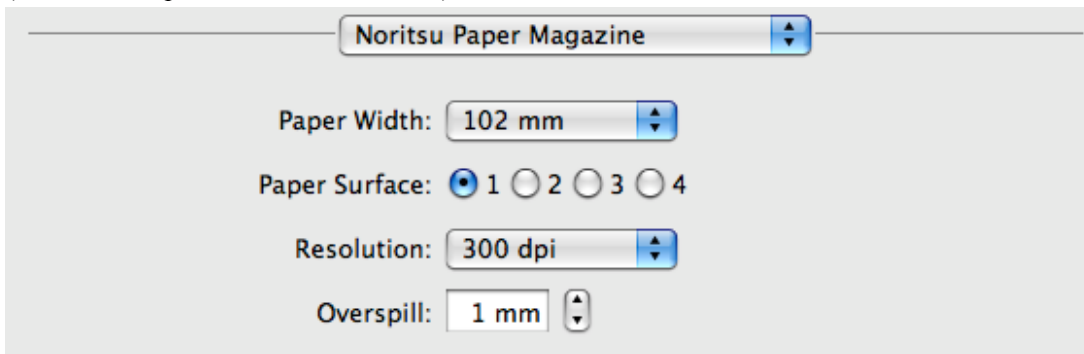 Noritsu Paper Magazine
Paper Width: 102 mm
Paper Surface: 1 2 3 4
Resolution: 300 dpi
Overspill: 1 mm